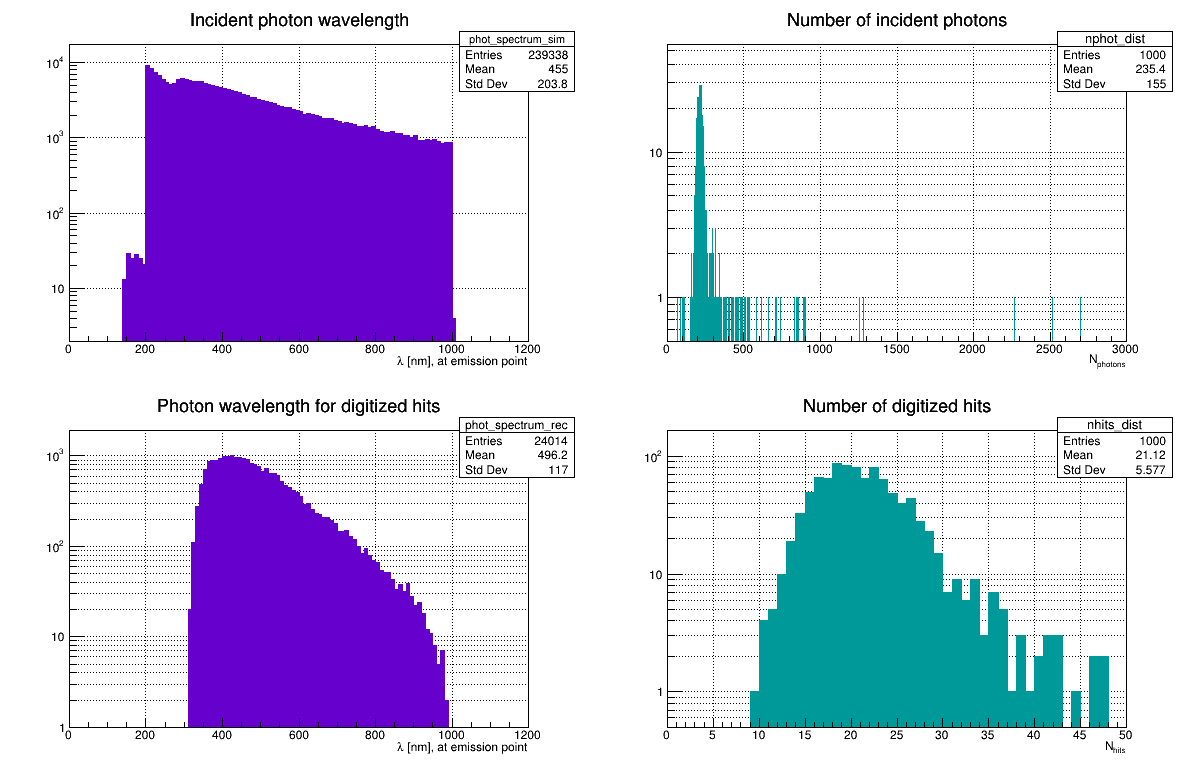 Incident photon wavelength
phot_spectrum_sim
Entries 239338
Mean 455
Std Dev 203.8
10^4
10^3
10^2
10
0 200 400 600 800 1000 1200
λ [nm], at emission point
Number of incident photons
nphot_dist
Entries 1000
Mean 235.4
Std Dev 155
10
1
0 500 1000 1500 2000 2500 3000
N_photons
Photon wavelength for digitized hits
phot_spectrum_rec
Entries 24014
Mean 496.2
Std Dev 117
10^3
10^2
10
1
0 200 400 600 800 1000 1200
λ [nm], at emission point
Number of digitized hits
nhits_dist
Entries 1000
Mean 21.12
Std Dev 5.577
10^2
10
1
0 5 10 15 20 25 30 35 40 45 50
N_hits